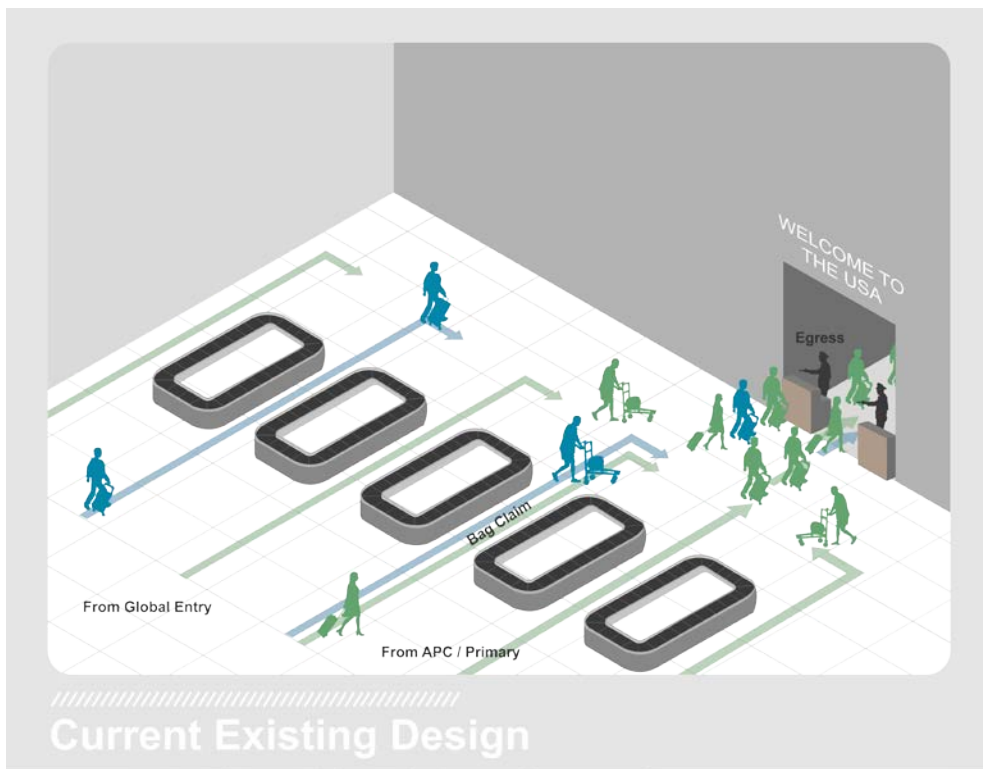 WELCOME TO
THE USA
Egress
Bag Claim
From Global Entry
From APC / Primary
Current Existing Design